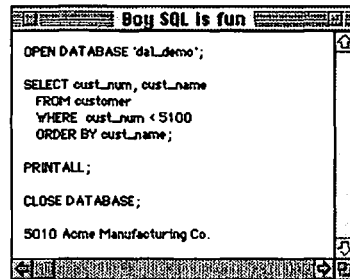 Boy SQL is fun
OPEN DATABASE 'dal_demo';
SELECT cust_num, cust_name
FROM customer
WHERE cust_num < 5100
ORDER BY cust_name;
PRINTALL;
CLOSE DATABASE;
5010 Acme Manufacturing Co.